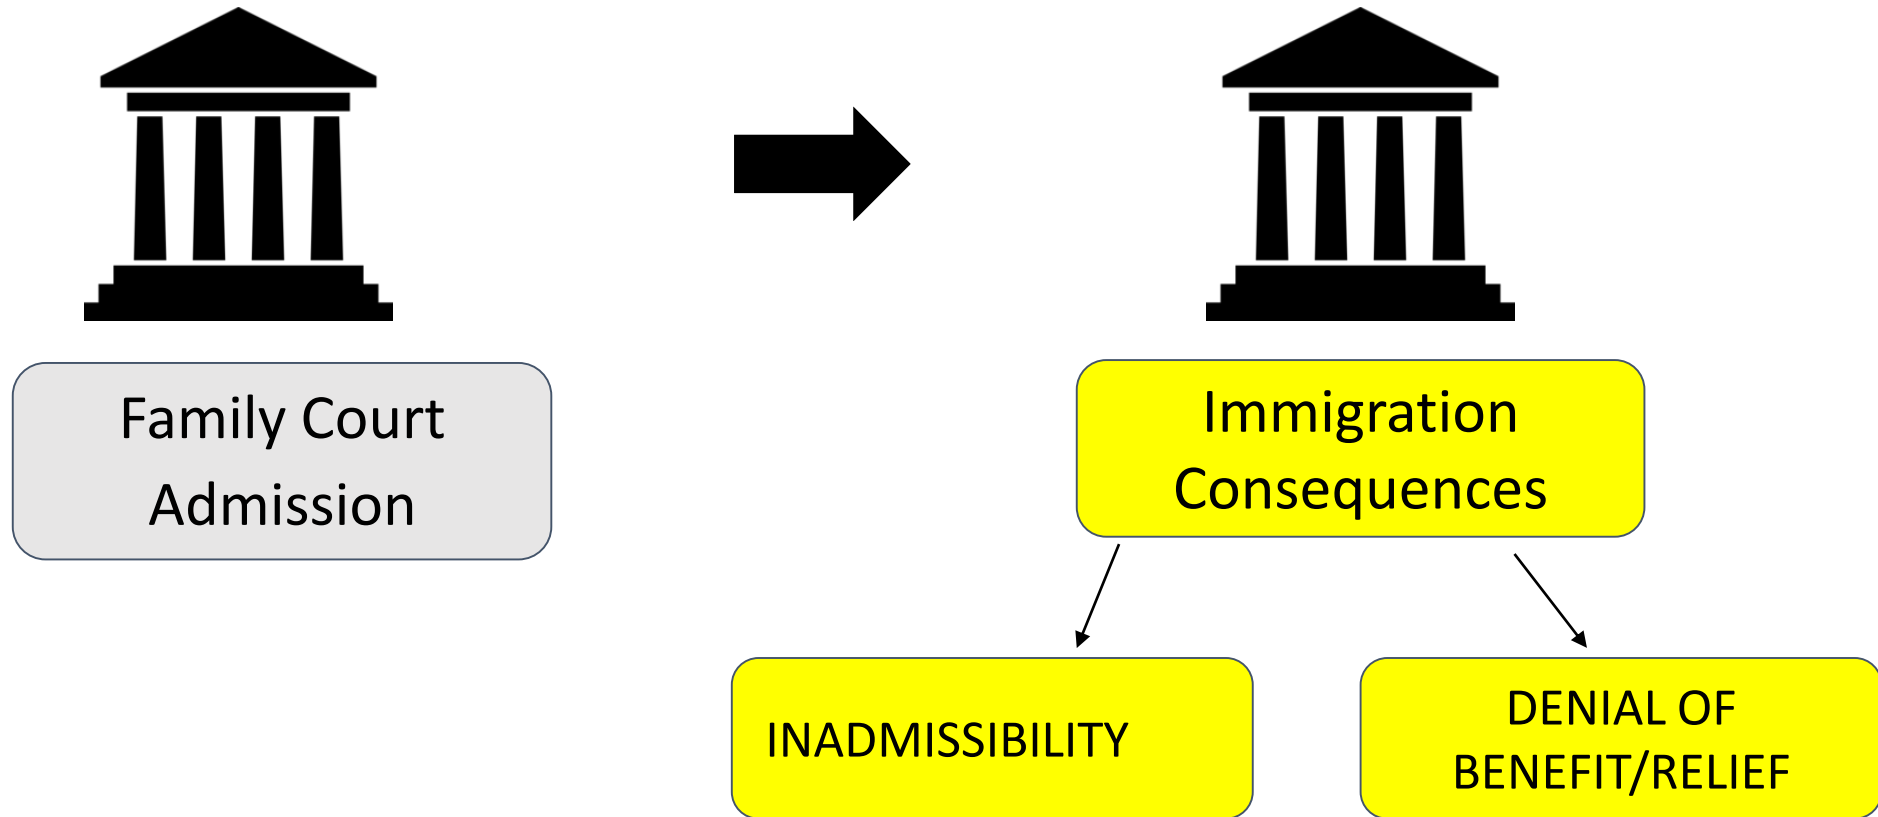 Family Court
Admission
Immigration
Consequences
INADMISSIBILITY
DENIAL OF
BENEFIT/RELIEF